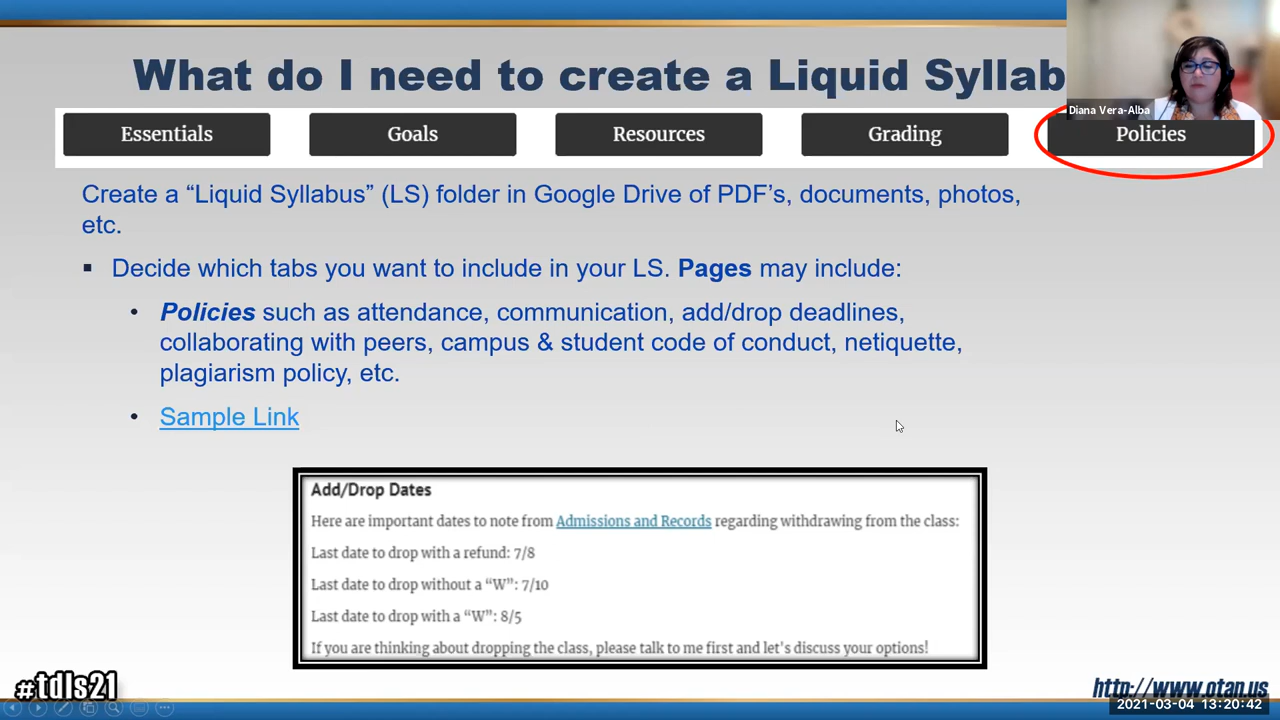 What do I need to create a Liquid Syllab
Diana Vera-Alba
Essentials
Goals
Resources
Grading
Policies
Create a “Liquid Syllabus” (LS) folder in Google Drive of PDF’s, documents, photos,
etc.
▪ Decide which tabs you want to include in your LS. Pages may include:
• Policies such as attendance, communication, add/drop deadlines,
collaborating with peers, campus & student code of conduct, netiquette,
plagiarism policy, etc.
• Sample Link
Add/Drop Dates
Here are important dates to note from Admissions and Records regarding withdrawing from the class:
Last date to drop with a refund: 7/8
Last date to drop without a “W”: 7/10
Last date to drop with a “W”: 8/5
If you are thinking about dropping the class, please talk to me first and let's discuss your options!
#tdls21
http://www.otan.us
2021-03-04 13:20:42